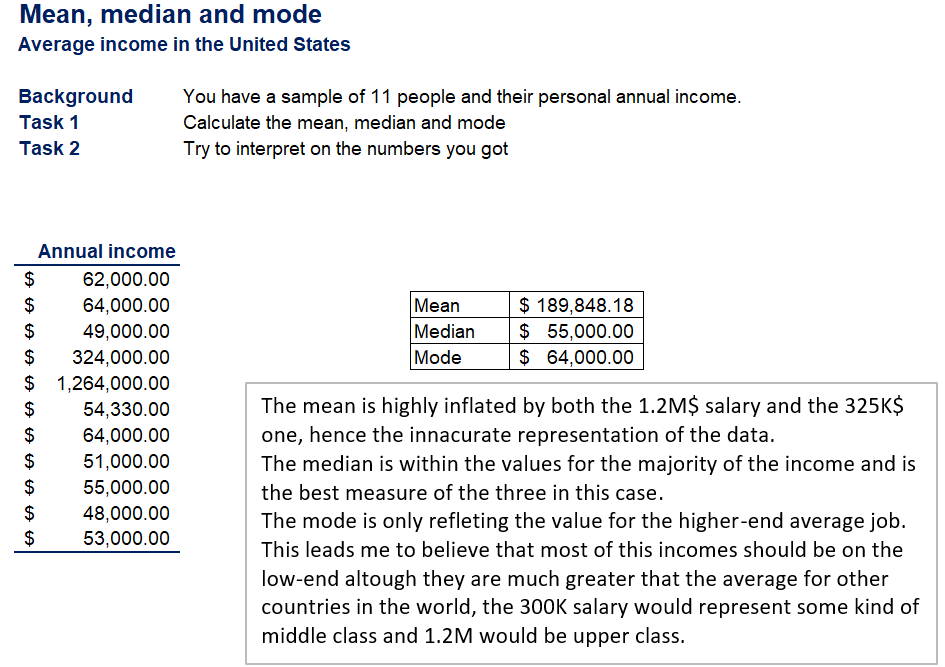 Mean, median and mode
Average income in the United States
Background You have a sample of 11 people and their personal annual income.
Task 1 Calculate the mean, median and mode
Task 2 Try to interpret on the numbers you got
Annual income
$ 62,000.00
$ 64,000.00
$ 49,000.00
$ 324,000.00
$ 1,264,000.00
$ 54,330.00
$ 64,000.00
$ 51,000.00
$ 55,000.00
$ 48,000.00
$ 53,000.00
Mean $ 189,848.18
Median $ 55,000.00
Mode $ 64,000.00
The mean is highly inflated by both the 1.2M$ salary and the 325K$
one, hence the innacurate representation of the data.
The median is within the values for the majority of the income and is
the best measure of the three in this case.
The mode is only refleting the value for the higher-end average job.
This leads me to believe that most of this incomes should be on the
low-end altough they are much greater that the average for other
countries in the world, the 300K salary would represent some kind of
middle class and 1.2M would be upper class.